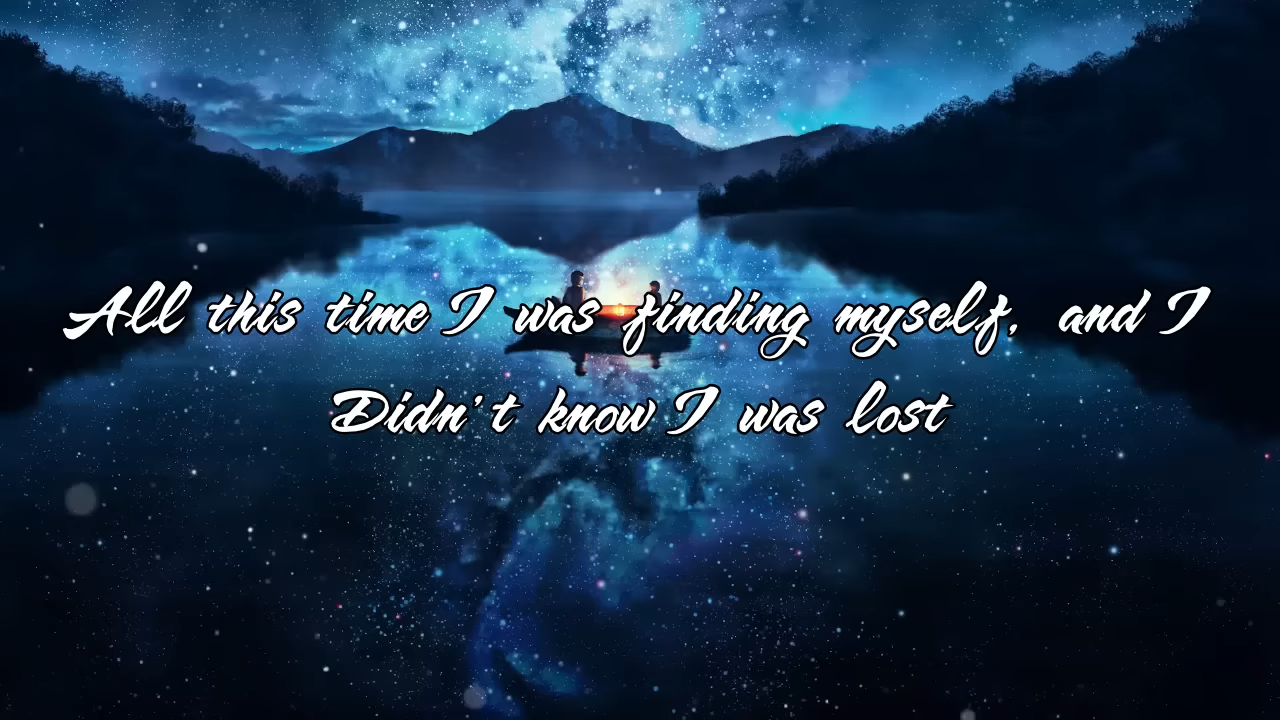 All this time I was finding myself, and I
Didn't know I was lost